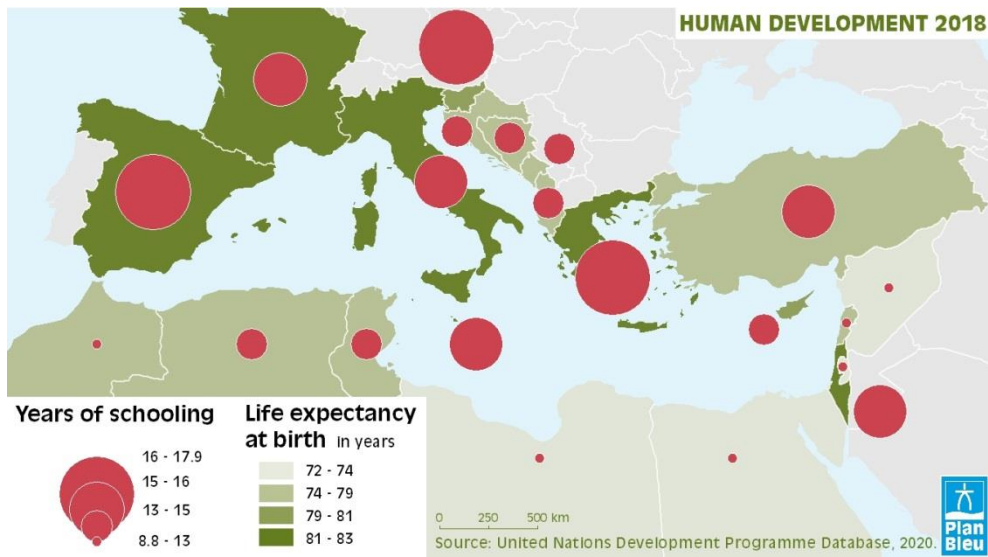 HUMAN DEVELOPMENT 2018
Years of schooling
16 - 17.9
15 - 16
13 - 15
8.8 - 13
Life expectancy
at birth in years
72 - 74
74 - 79
79 - 81
81 - 83
0 250 500 km
Source: United Nations Development Programme Database, 2020.
Plan
Bleu